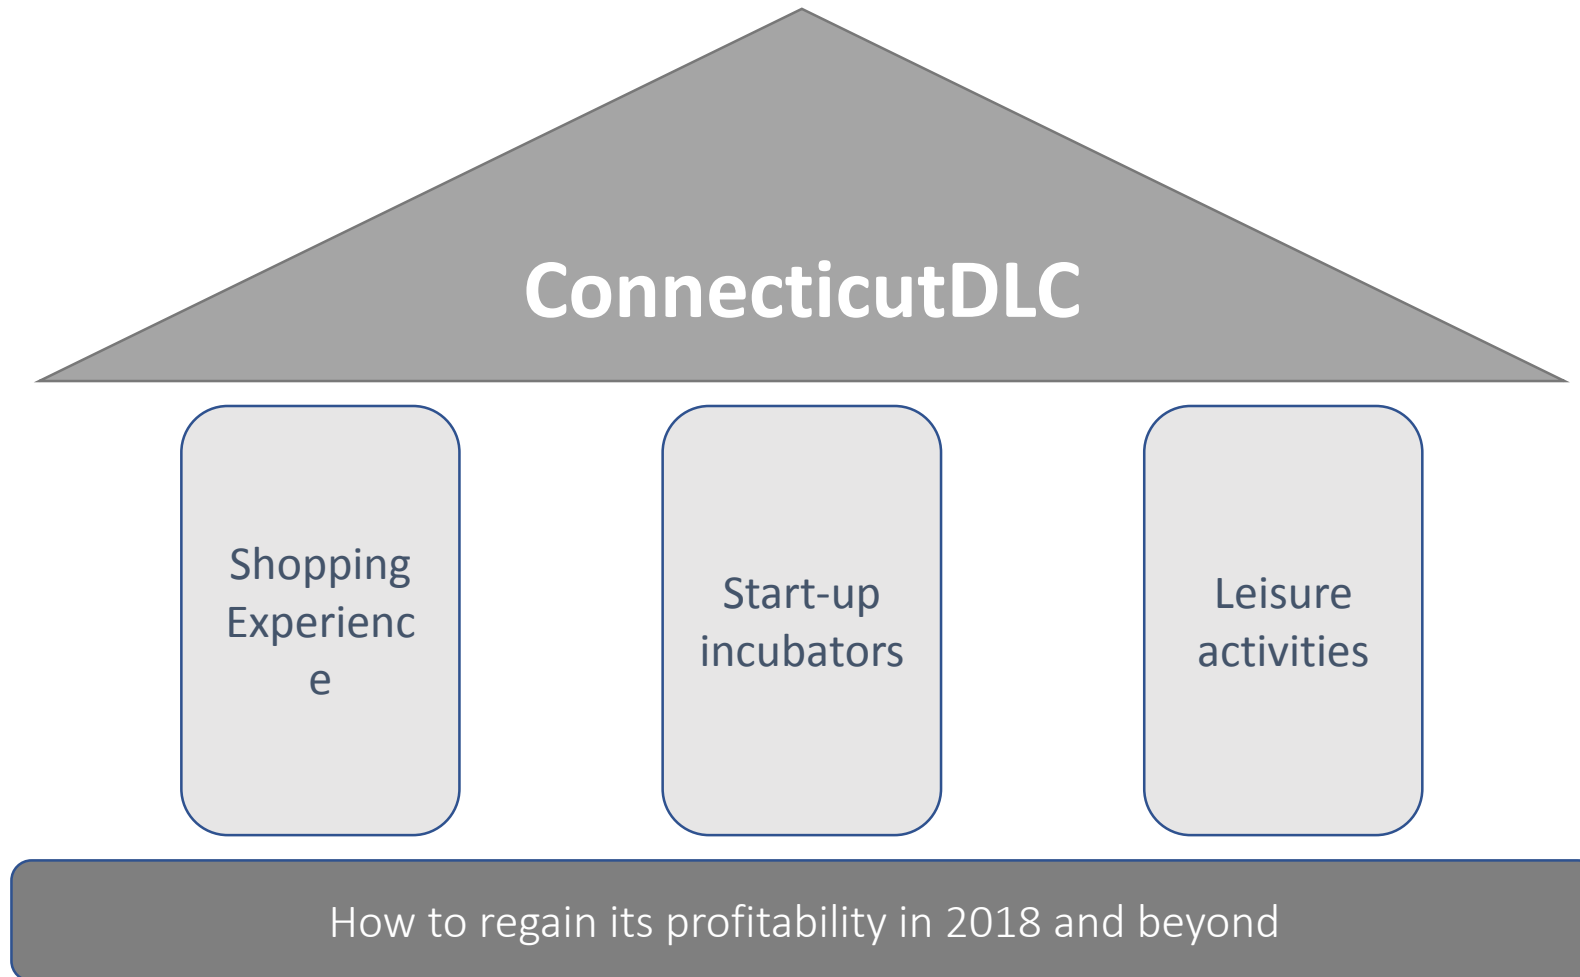 ConnecticutDLC
Shopping
Experienc
e
Start-up
incubators
Leisure
activities
How to regain its profitability in 2018 and beyond